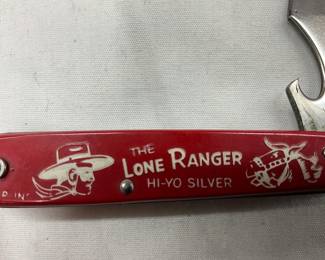 THE
LONE RANGER
HI-YO SILVER